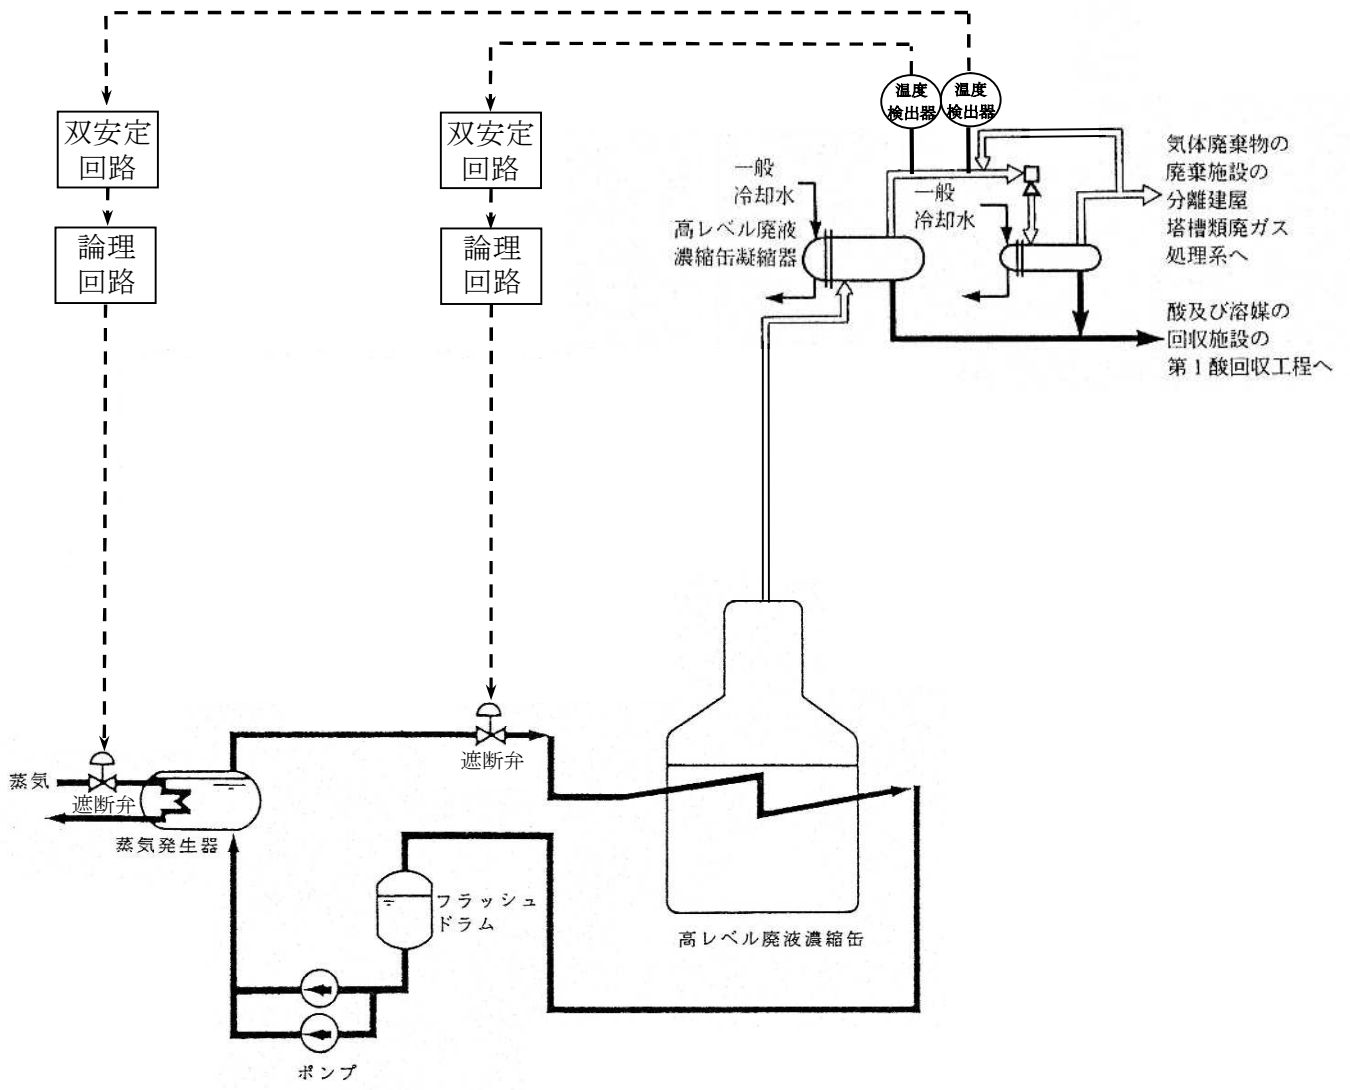 温度
検出器
温度
検出器
双安定
回路
双安定
回路
論理
回路
論理
回路
一般
冷却水
高レベル廃液
濃縮缶凝縮器
一般
冷却水
気体廃棄物の
廃棄施設の
分離建屋
塔槽類廃ガス
処理系へ
酸及び溶媒の
回収施設の
第1酸回収工程へ
蒸気
遮断弁
蒸気発生器
遮断弁
フラッシュ
ドラム
高レベル廃液濃縮缶
ポンプ